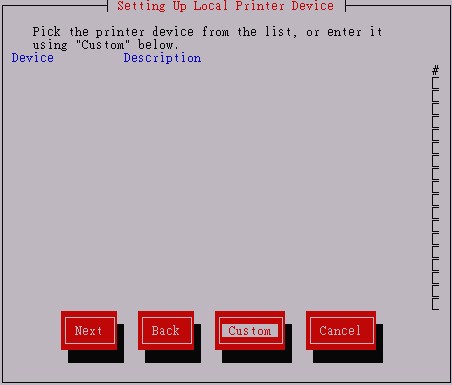 Setting Up Local Printer Device
Pick the printer device from the list, or enter it
using "Custom" below.
Device Description
#
Next Back Custom Cancel